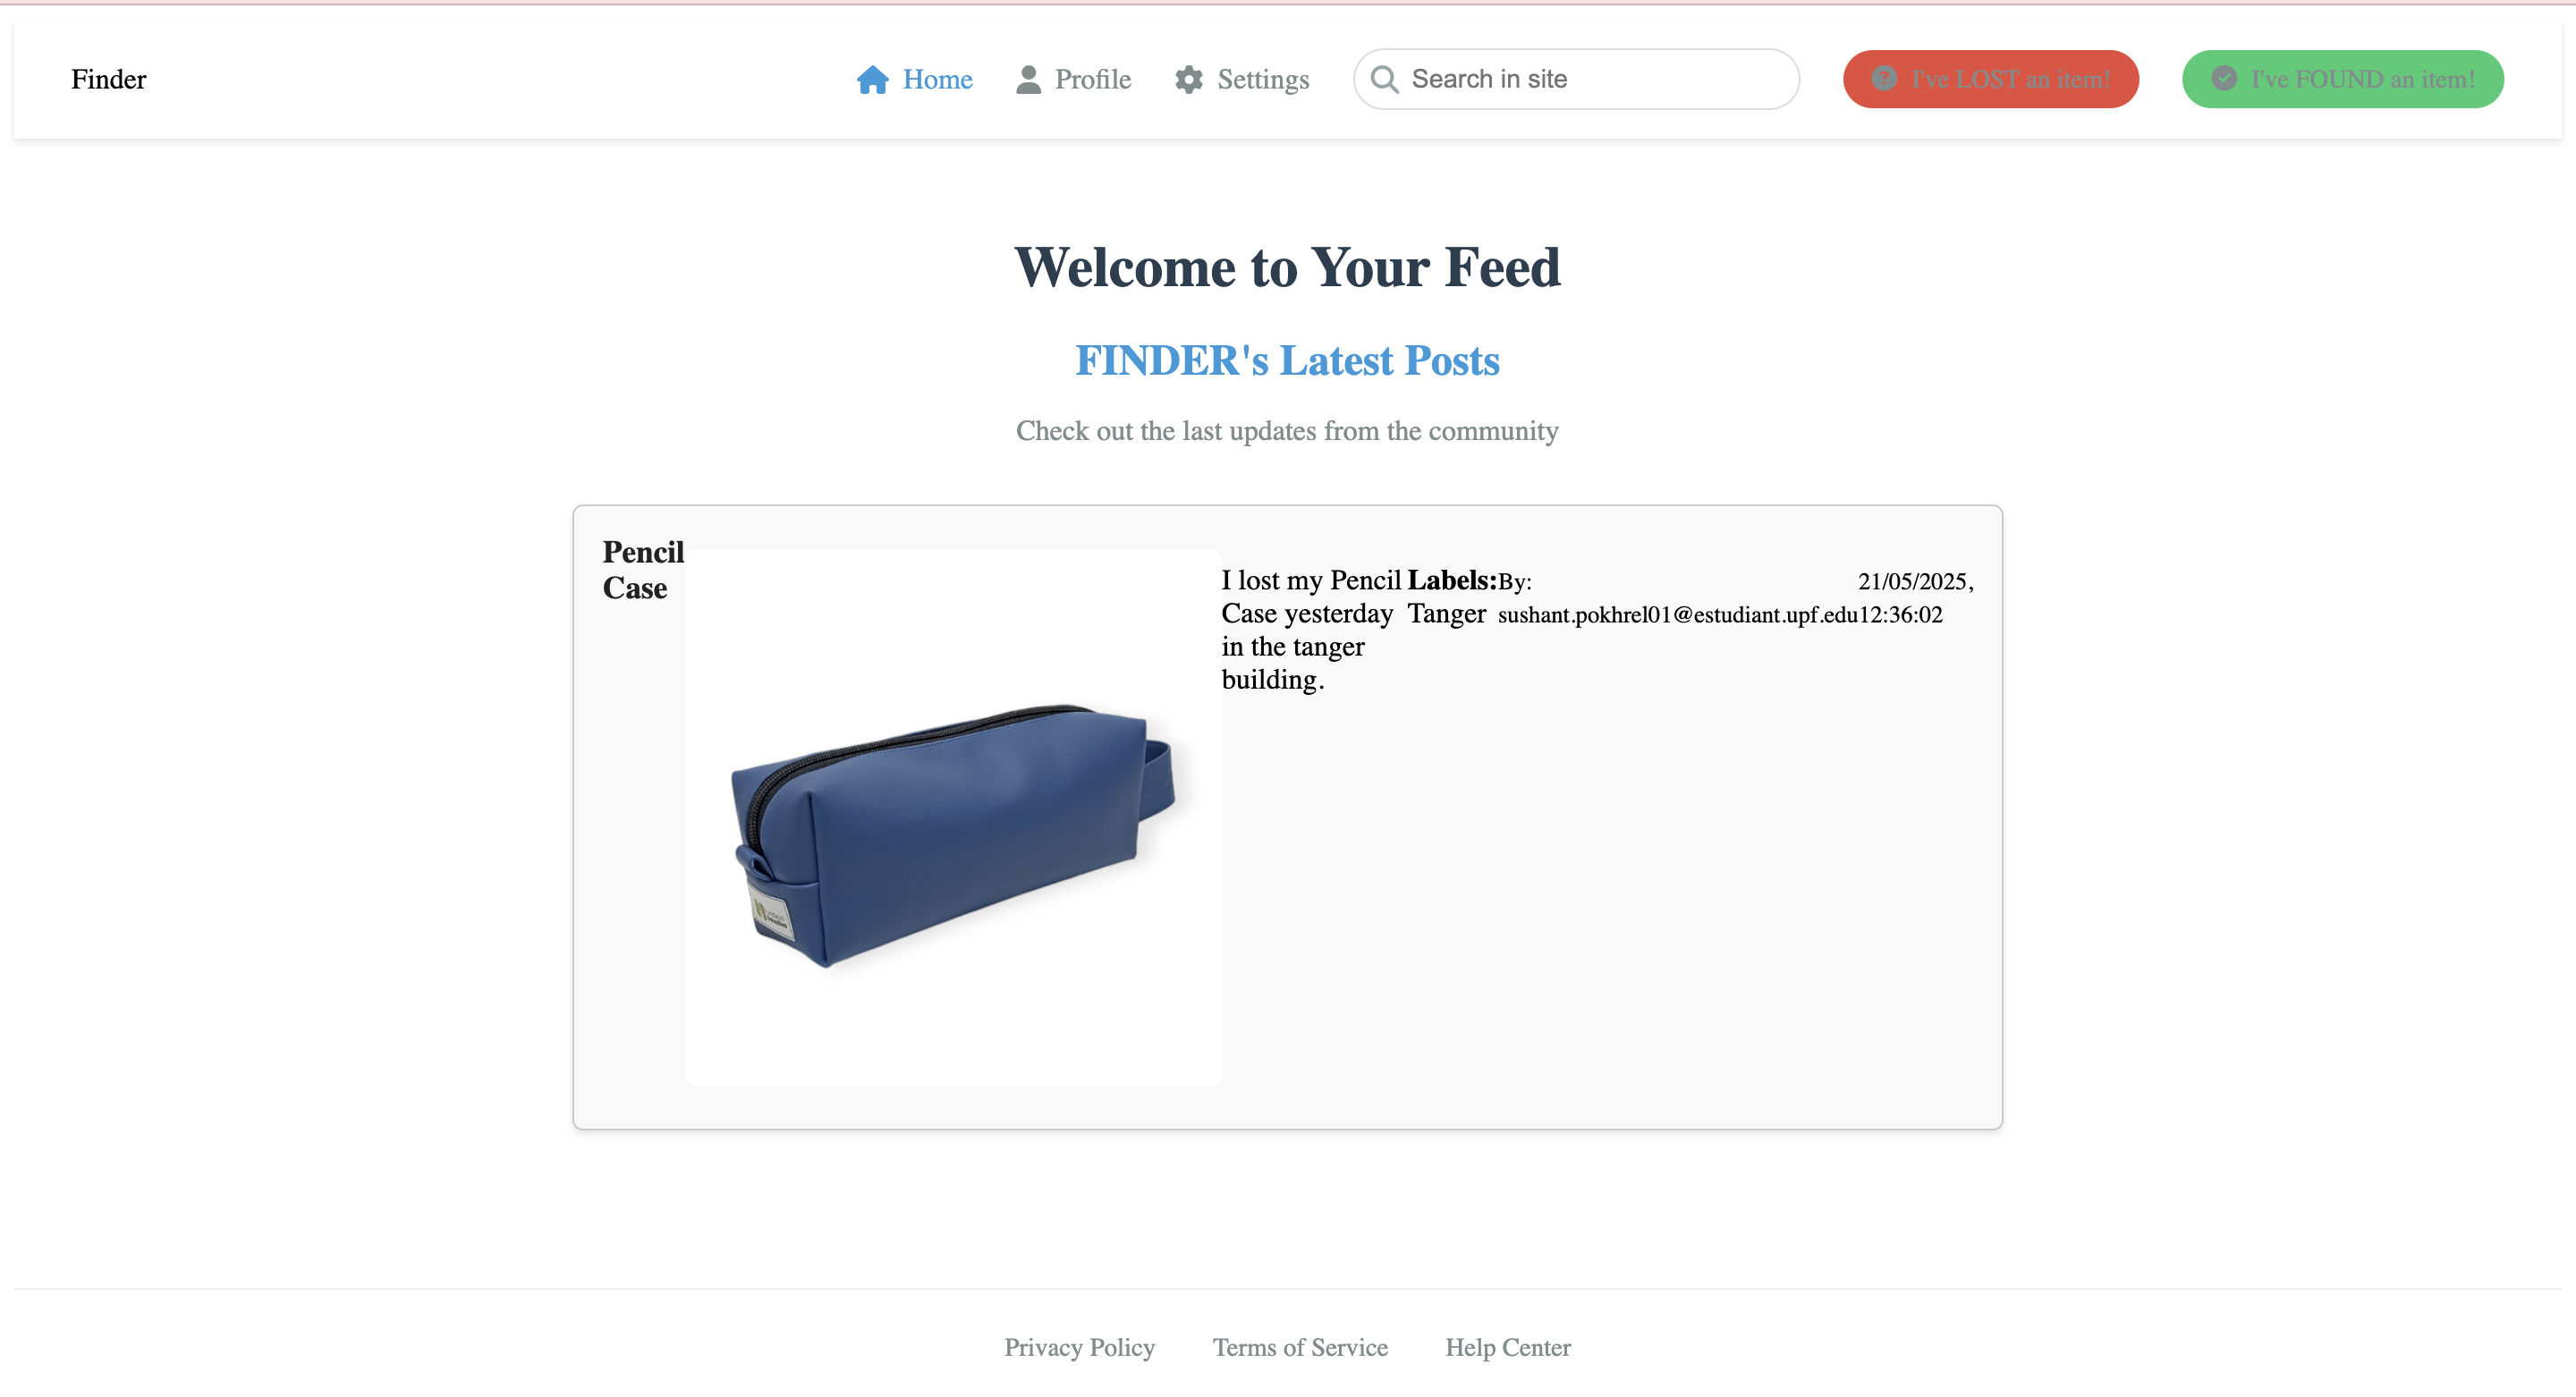 Finder
Home
Profile
Settings
Search in site
I've LOST an item!
I've FOUND an item!
Welcome to Your Feed
FINDER's Latest Posts
Check out the last updates from the community
Pencil
Case
I lost my Pencil
Case yesterday
in the tanger
building.
Labels:
Tanger
By:
sushant.pokhrel01@estudiant.upf.edu
21/05/2025,
12:36:02
Privacy Policy
Terms of Service
Help Center